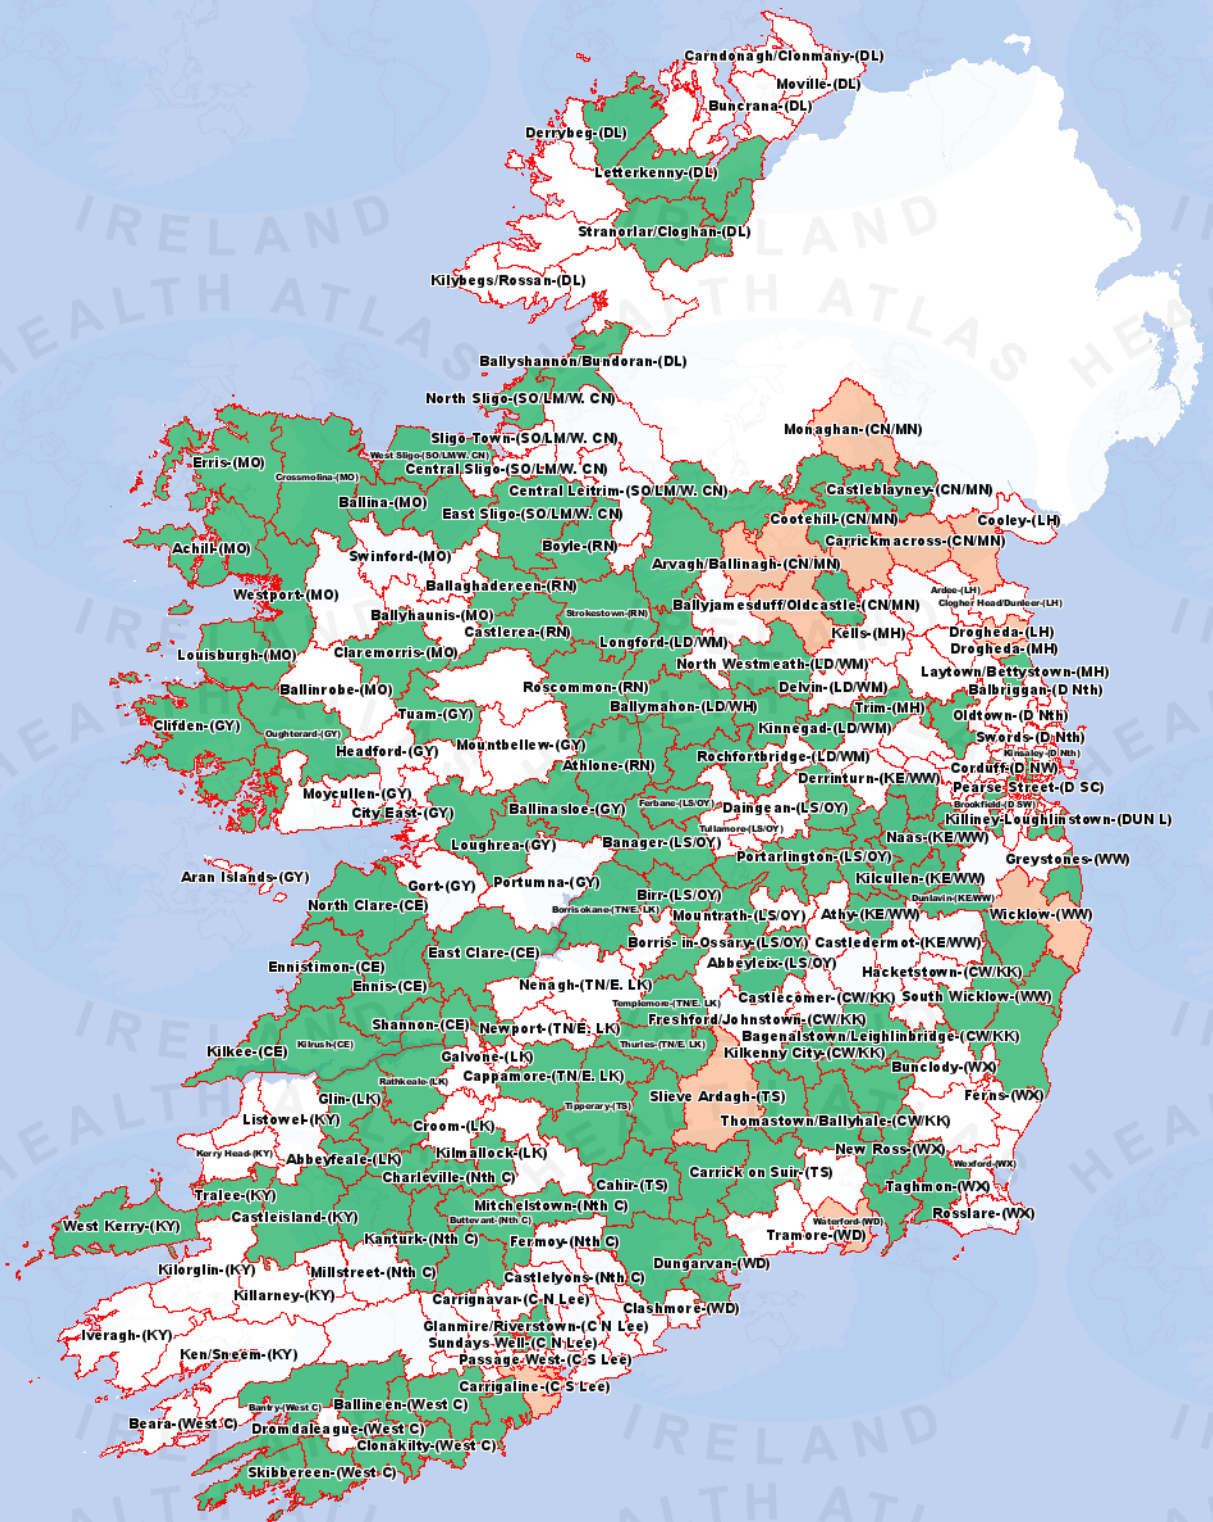 Carndonagh/Clonmany-(DL)
Moville-(DL)
Buncrana-(DL)
Derrybeg-(DL)
Letterkenny-(DL)
IRELAND
IRELAND
Stranorlar/Cloghan-(DL)
Kilybegs/Rossan-(DL)
HEALTH ATLAS
HEALTH ATLAS
Ballyshannon/Bundoran-(DL)
North Sligo-(SO/LM/W. CN)
Monaghan-(CN/MN)
Sligo Town-(SO/LM/W. CN)
West Sligo-(SO/LM/W. CN)
Erris-(MO)
Central Sligo-(SO/LM/W. CN)
Crossmolina-(MO)
Central Leitrim-(SO/LM/W. CN)
Castleblayney-(CN/MN)
Ballina-(MO)
East Sligo-(SO/LM/W. CN)
Cootehill-(CN/MN)
Cooley-(LH)
Carrickmacross-(CN/MN)
Achill-(MO)
Boyle-(RN)
Swinford-(MO)
Arvagh/Ballinagh-(CN/MN)
Ballaghadereen-(RN)
Ardee-(LH)
Westport-(MO)
Clogher Head/Dunleer-(LH)
Ballyjamesduff/Oldcastle-(CN/MN)
Ballyhaunis-(MO)
Strokestown-(RN)
Castlerea-(RN)
Kells-(MH)
Drogheda-(LH)
Longford-(LD/WM)
Drogheda-(MH)
Louisburgh-(MO)
Claremorris-(MO)
North Westmeath-(LD/WM)
Laytown/Bettystown-(MH)
Ballinrobe-(MO)
Roscommon-(RN)
Delvin-(LD/WM)
Balbriggan-(D Nth)
Ballymahon-(LD/WH)
Trim-(MH)
Tuam-(GY)
Oldtown-(D Nth)
Clifden-(GY)
Oughterard-(GY)
Kinnegad-(LD/WM)
Swords-(D Nth)
Headford-(GY)
Mountbellew-(GY)
Rochfortbridge-(LD/WM)
Kinsaley-(D Nth)
Athlone-(RN)
Corduff-(D NW)
Derrinturn-(KE/WW)
Pearse Street-(D SC)
Moycullen-(GY)
Ferbane-(LS/OY)
Brookfield-(D SW)
City East-(GY)
Ballinasloe-(GY)
Daingean-(LS/OY)
Killiney-Loughlinstown-(DUN L)
Tullamore-(LS/OY)
Naas-(KE/WW)
Loughrea-(GY)
Banager-(LS/OY)
Portarlington-(LS/OY)
Greystones-(WW)
Aran Islands-(GY)
Gort-(GY)
Portumna-(GY)
Kilcullen-(KE/WW)
Birr-(LS/OY)
Dunlavin-(KE/WW)
North Clare-(CE)
Borrisokane-(TN/E. LK)
Mountrath-(LS/OY)
Athy-(KE/WW)
Wicklow-(WW)
Borris- in-Ossary-(LS/OY)
Castledermot-(KE/WW)
East Clare-(CE)
Abbeyleix-(LS/OY)
Ennistimon-(CE)
Hacketstown-(CW/KK)
Ennis-(CE)
Nenagh-(TN/E. LK)
Templemore-(TN/E. LK)
Castlecomer-(CW/KK)
South Wicklow-(WW)
Freshford/Johnstown-(CW/KK)
Shannon-(CE)
Newport-(TN/E. LK)
Bagenalstown/Leighlinbridge-(CW/KK)
Kilkee-(CE)
Kilrush-(CE)
Thurles-(TN/E. LK)
Kilkenny City-(CW/KK)
Galvone-(LK)
Bunclody-(WX)
Rathkeale-(LK)
Cappamore-(TN/E. LK)
Glin-(LK)
Slieve Ardagh-(TS)
Ferns-(WX)
Tipperary-(TS)
Listowel-(KY)
Croom-(LK)
Thomastown/Ballyhale-(CW/KK)
Kerry Head-(KY)
Abbeyfeale-(LK)
Kilmallock-(LK)
New Ross-(WX)
Wexford-(WX)
Charleville-(Nth C)
Carrick on Suir-(TS)
Cahir-(TS)
Taghmon-(WX)
Tralee-(KY)
Mitchelstown-(Nth C)
West Kerry-(KY)
Castleisland-(KY)
Buttevant-(Nth C)
Rosslare-(WX)
Waterford-(WD)
Kanturk-(Nth C)
Fermoy-(Nth C)
Tramore-(WD)
Dungarvan-(WD)
Kilorglin-(KY)
Millstreet-(Nth C)
Castlelyons-(Nth C)
Killarney-(KY)
Carrignavar-(C N Lee)
Clashmore-(WD)
Iveragh-(KY)
Glanmire/Riverstown-(C N Lee)
Sundays Well-(C N Lee)
Ken/Sneem-(KY)
Passage West-(C S Lee)
Carrigaline-(C S Lee)
Bantry-(West C)
Ballineen-(West C)
Beara-(West C)
Dromdaleague-(West C)
Clonakilty-(West C)
IRELAND
Skibbereen-(West C)